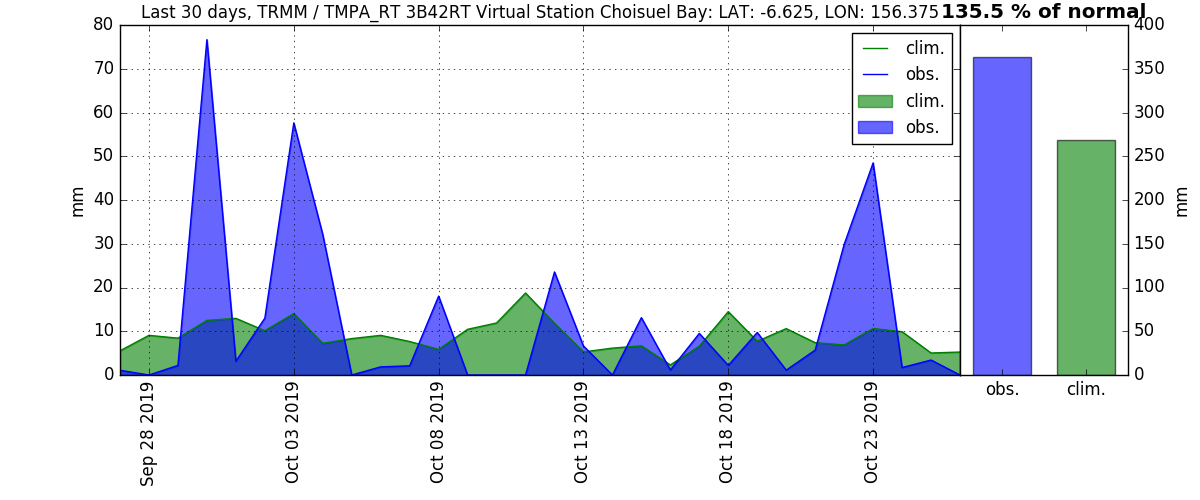 Last 30 days, TRMM / TMPA_RT 3B42RT Virtual Station Choisuel Bay: LAT: -6.625, LON: 156.375
135.5 % of normal
80
70
60
50
40
30
20
10
0
mm
clim.
obs.
clim.
obs.
Sep 28 2019
Oct 03 2019
Oct 08 2019
Oct 13 2019
Oct 18 2019
Oct 23 2019
400
350
300
250
200
150
100
50
0
mm
obs.
clim.